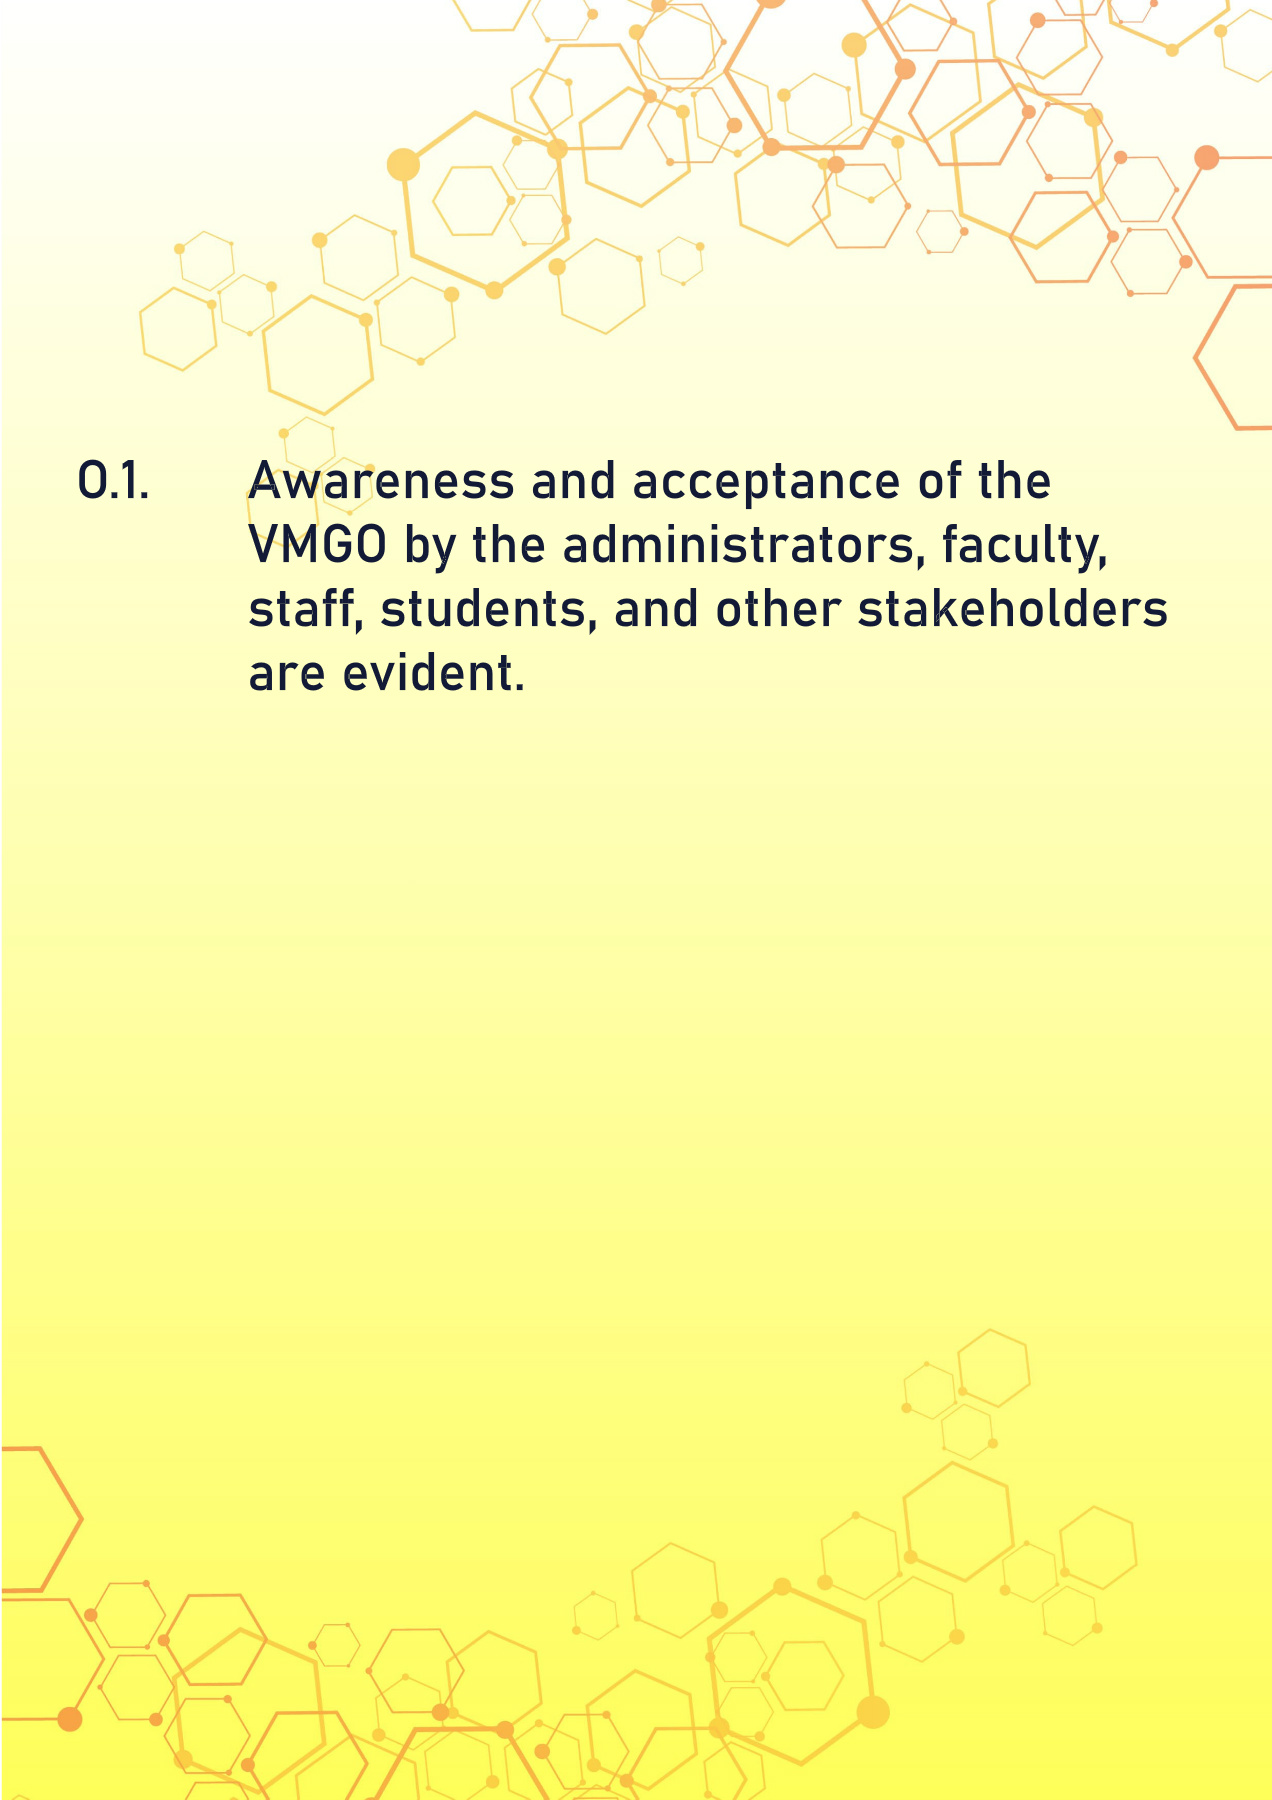 O.1. Awareness and acceptance of the
VMGO by the administrators, faculty,
staff, students, and other stakeholders
are evident.